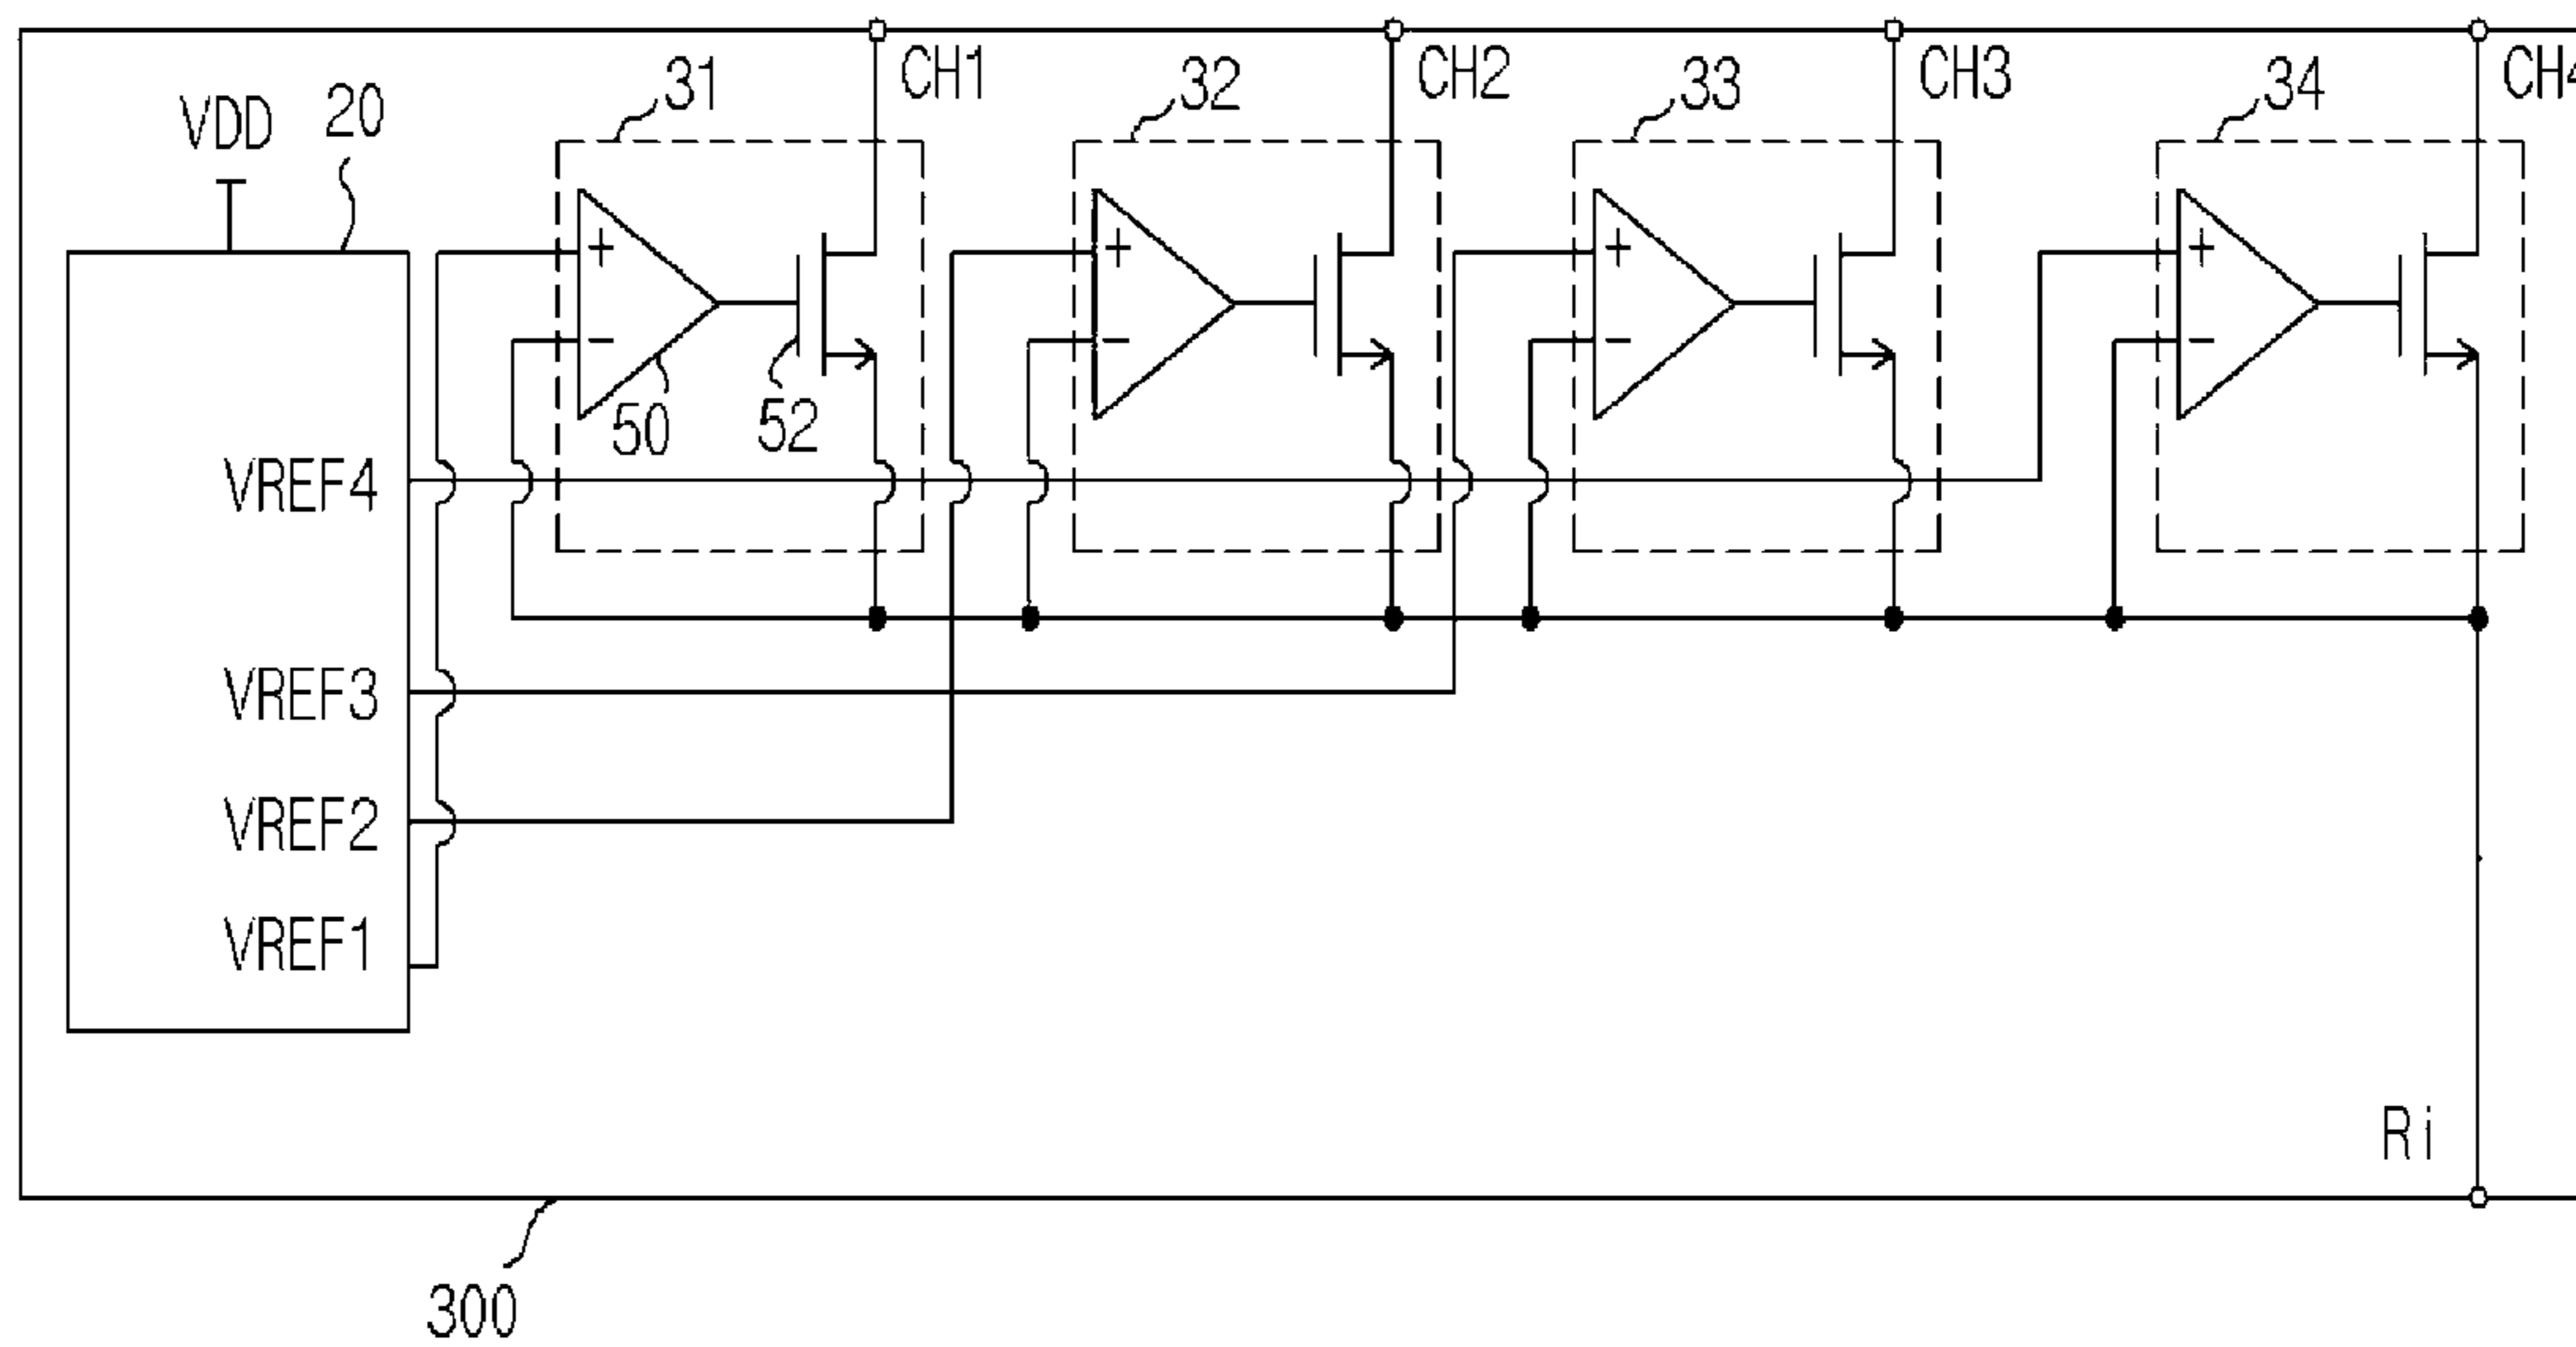 CH1
CH2
CH3
CH4
31
32
33
34
VDD
20
+
+
+
+
−
−
−
−
50
52
VREF4
VREF3
VREF2
VREF1
Ri
300